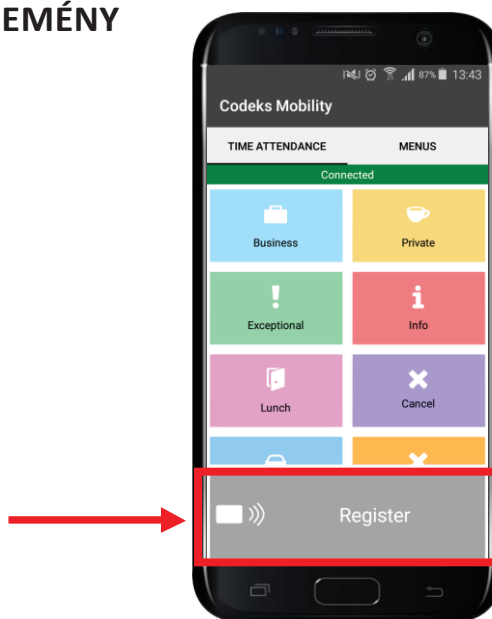 EMÉNY
87% 13:43
Codeks Mobility
TIME ATTENDANCE MENUS
Connected
Business Private
Exceptional Info
Lunch Cancel
Register